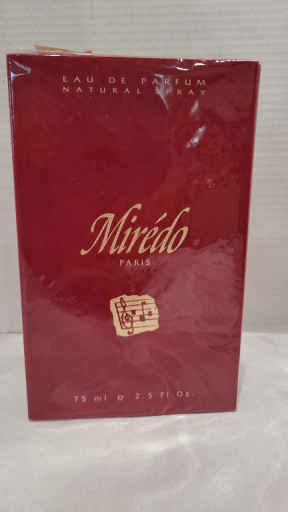 EAU DE PARFUM
NATURAL SPRAY
Mirédo
PARIS
75 ml e 2.5 fl. Oz.